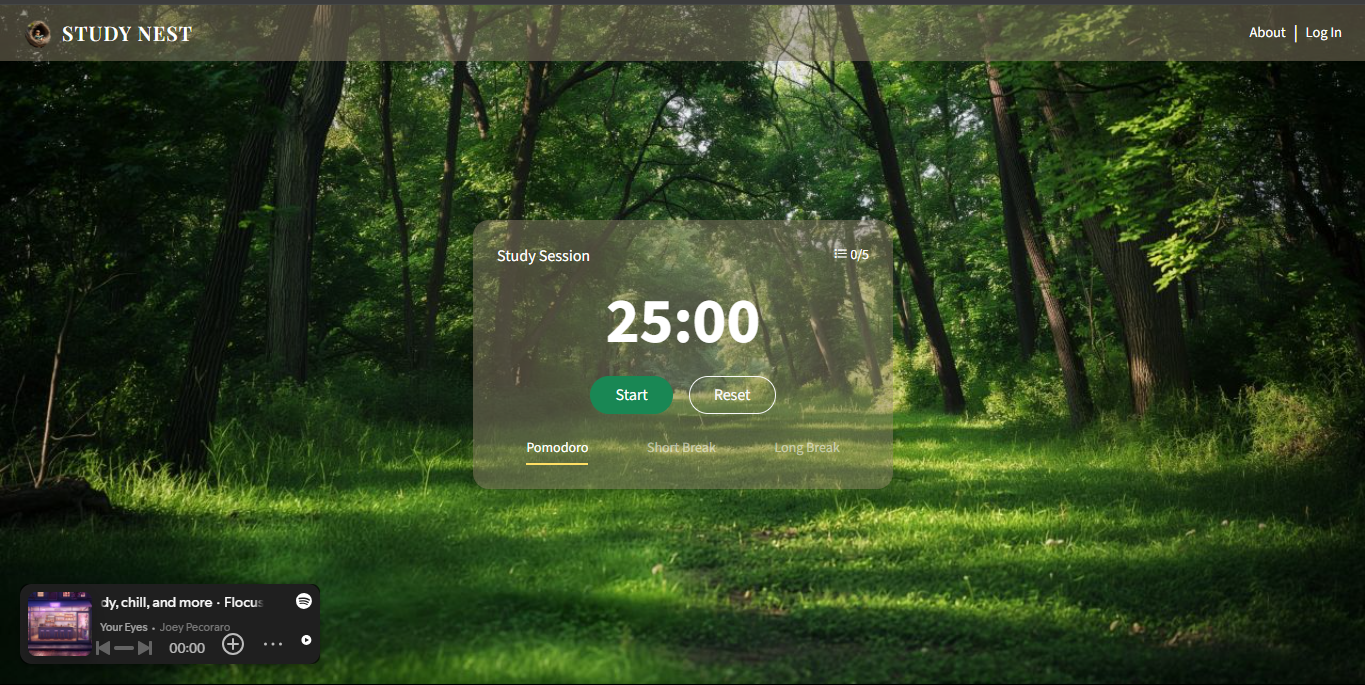 STUDY NEST
About | Log In
Study Session
0/5
25:00
Start
Reset
Pomodoro
Short Break
Long Break
dy, chill, and more · Flocus
Your Eyes • Joey Pecoraro
00:00